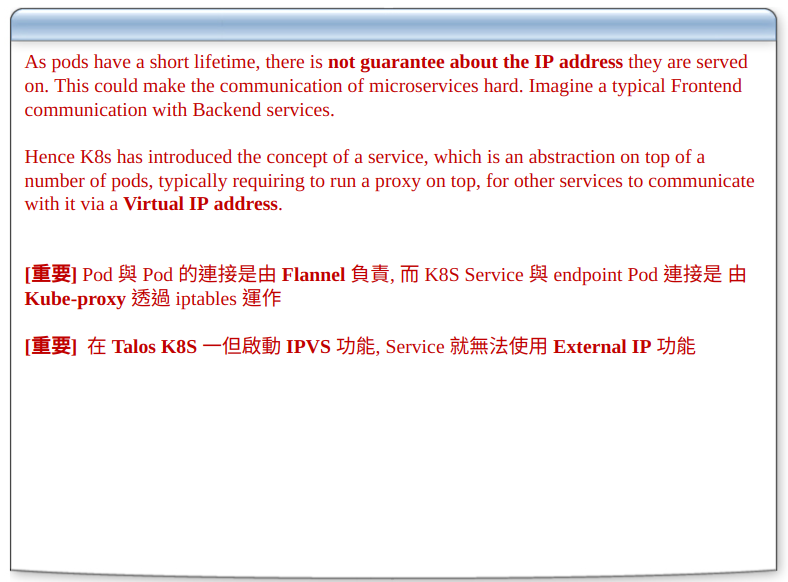 As pods have a short lifetime, there is not guarantee about the IP address they are served
on. This could make the communication of microservices hard. Imagine a typical Frontend
communication with Backend services.
Hence K8s has introduced the concept of a service, which is an abstraction on top of a
number of pods, typically requiring to run a proxy on top, for other services to communicate
with it via a Virtual IP address.
[重要] Pod 與 Pod 的連接是由 Flannel 負責, 而 K8S Service 與 endpoint Pod 連接是 由
Kube-proxy 透過 iptables 運作
[重要] 在 Talos K8S 一但啟動 IPVS 功能, Service 就無法使用 External IP 功能